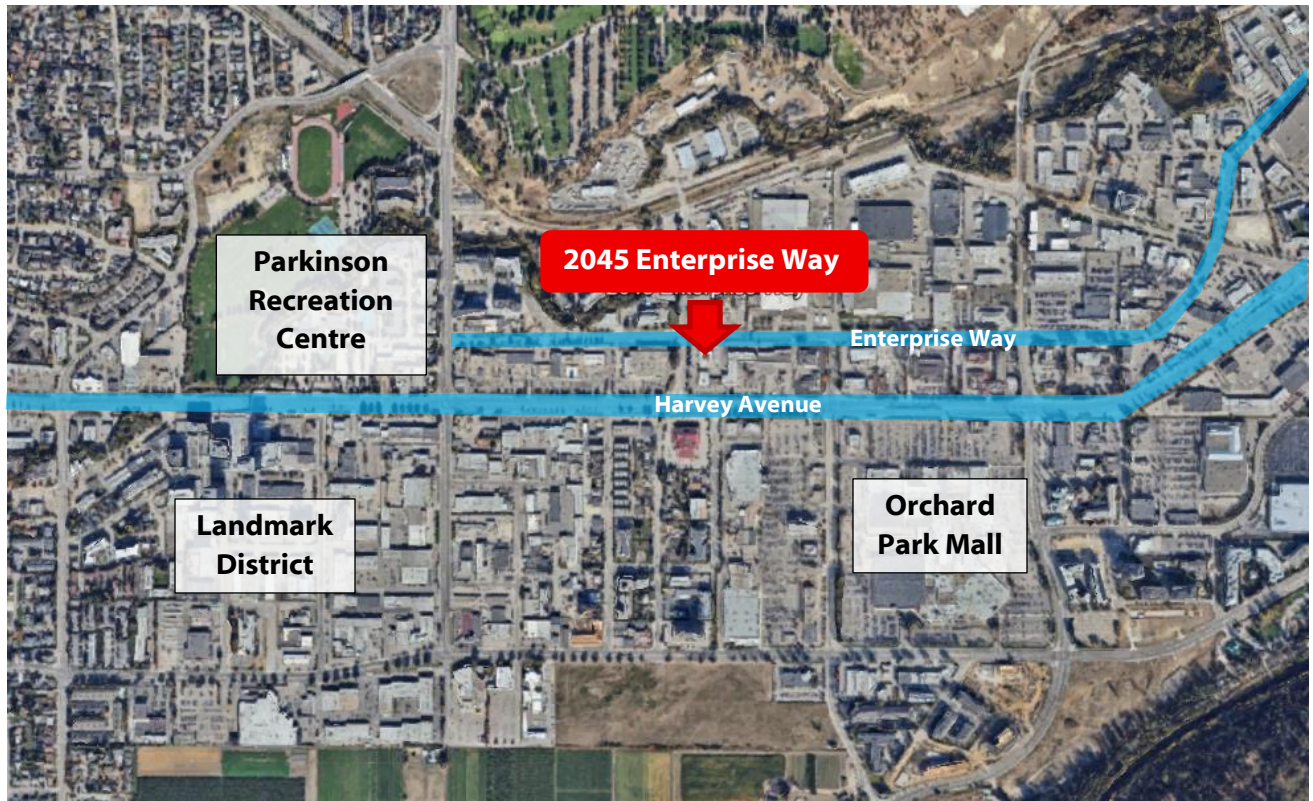 Parkinson
Recreation
Centre
2045 Enterprise Way
Enterprise Way
Harvey Avenue
Landmark
District
Orchard
Park Mall